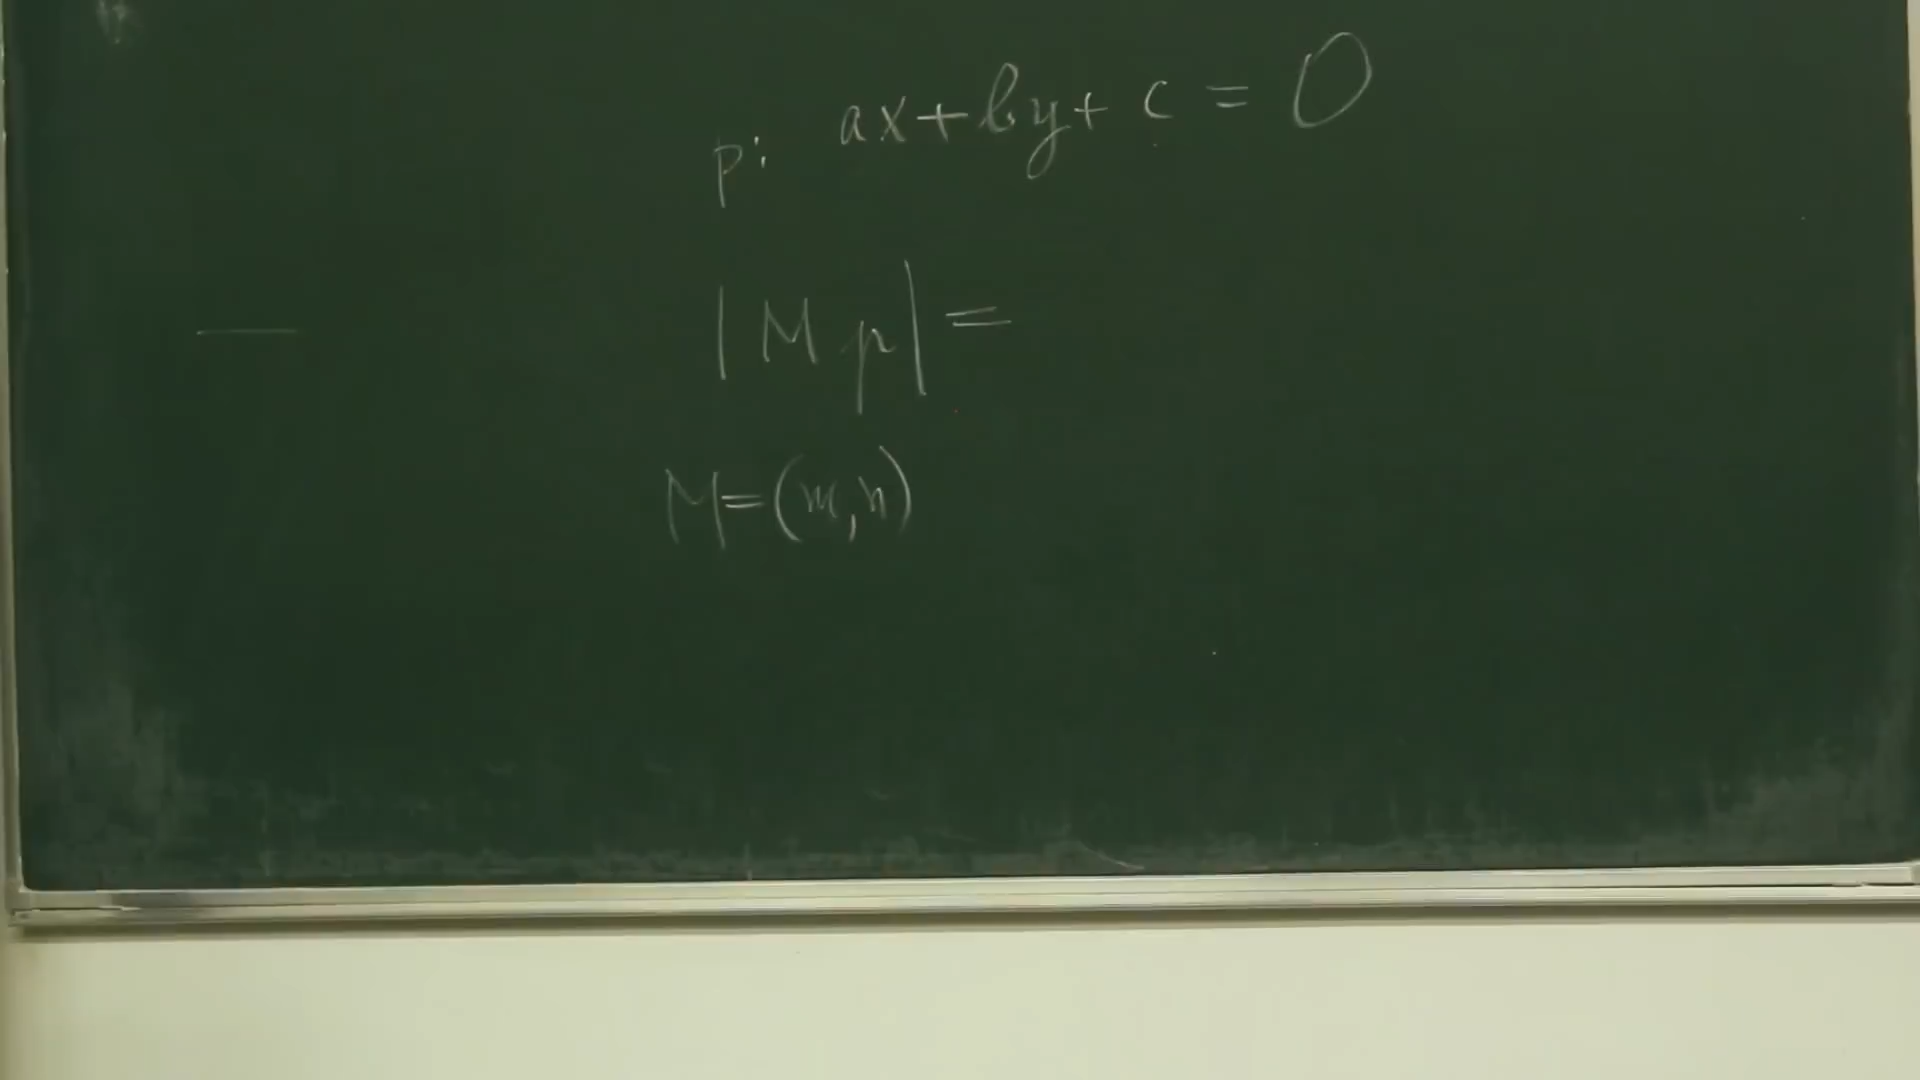 p: ax+by+c=0
|Mp|=
M=(m,n)